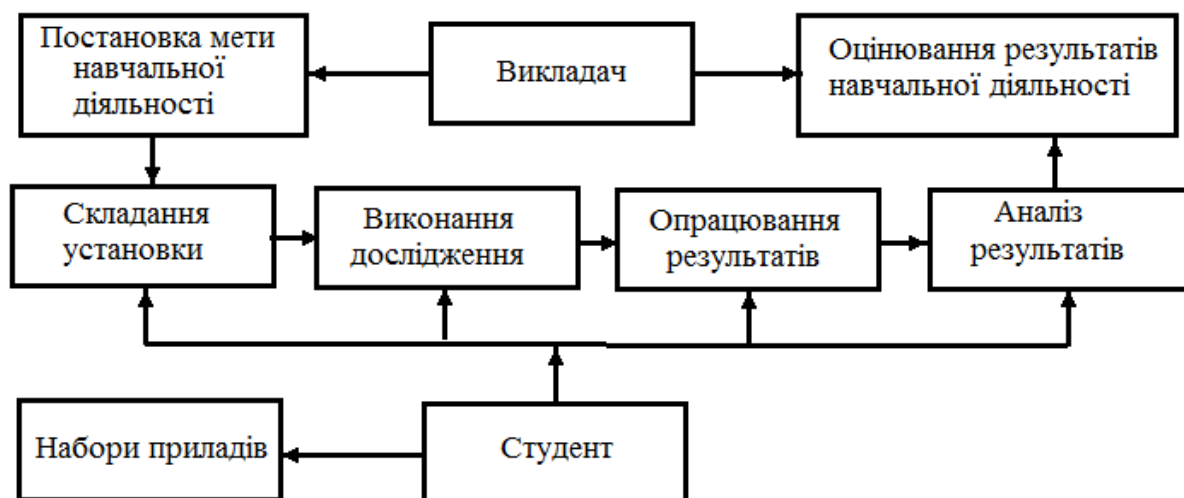 Постановка мети
навчальної
діяльності
Викладач
Оцінювання результатів
навчальної діяльності
Складання
установки
Виконання
дослідження
Опрацювання
результатів
Аналіз
результатів
Набори приладів
Студент